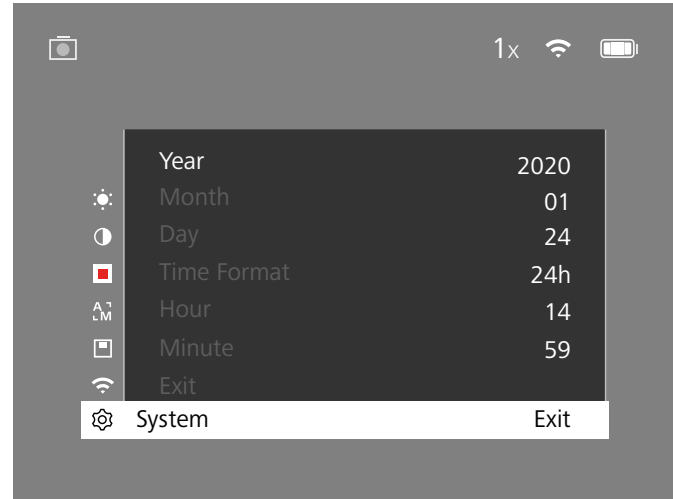 1x
Year 2020
Month 01
Day 24
Time Format 24h
Hour 14
Minute 59
Exit
System Exit
A
M